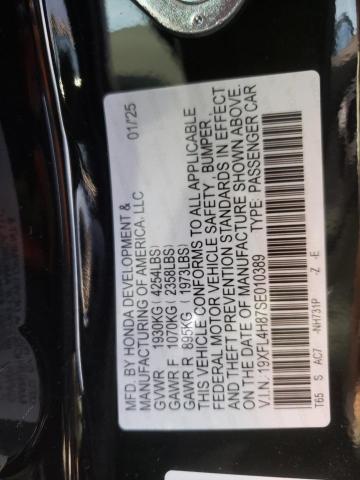 MFD. BY HONDA DEVELOPMENT & 01/'25
MANUFACTURING OF AMERICA, LLC
GVWR 1930KG(4254LBS)
GAWR F 1070KG(2358LBS)
GAWR R 895KG(1973LBS)
THIS VEHICLE CONFORMS TO ALL APPLICABLE
FEDERAL MOTOR VEHICLE SAFETY, BUMPER,
AND THEFT PREVENTION STANDARDS IN EFFECT
ON THE DATE OF MANUFACTURE SHOWN ABOVE.
V.I.N. 19XFL4H87SE010389 TYPE: PASSENGER CAR
T65 S AC7 -NH731P -Z -E